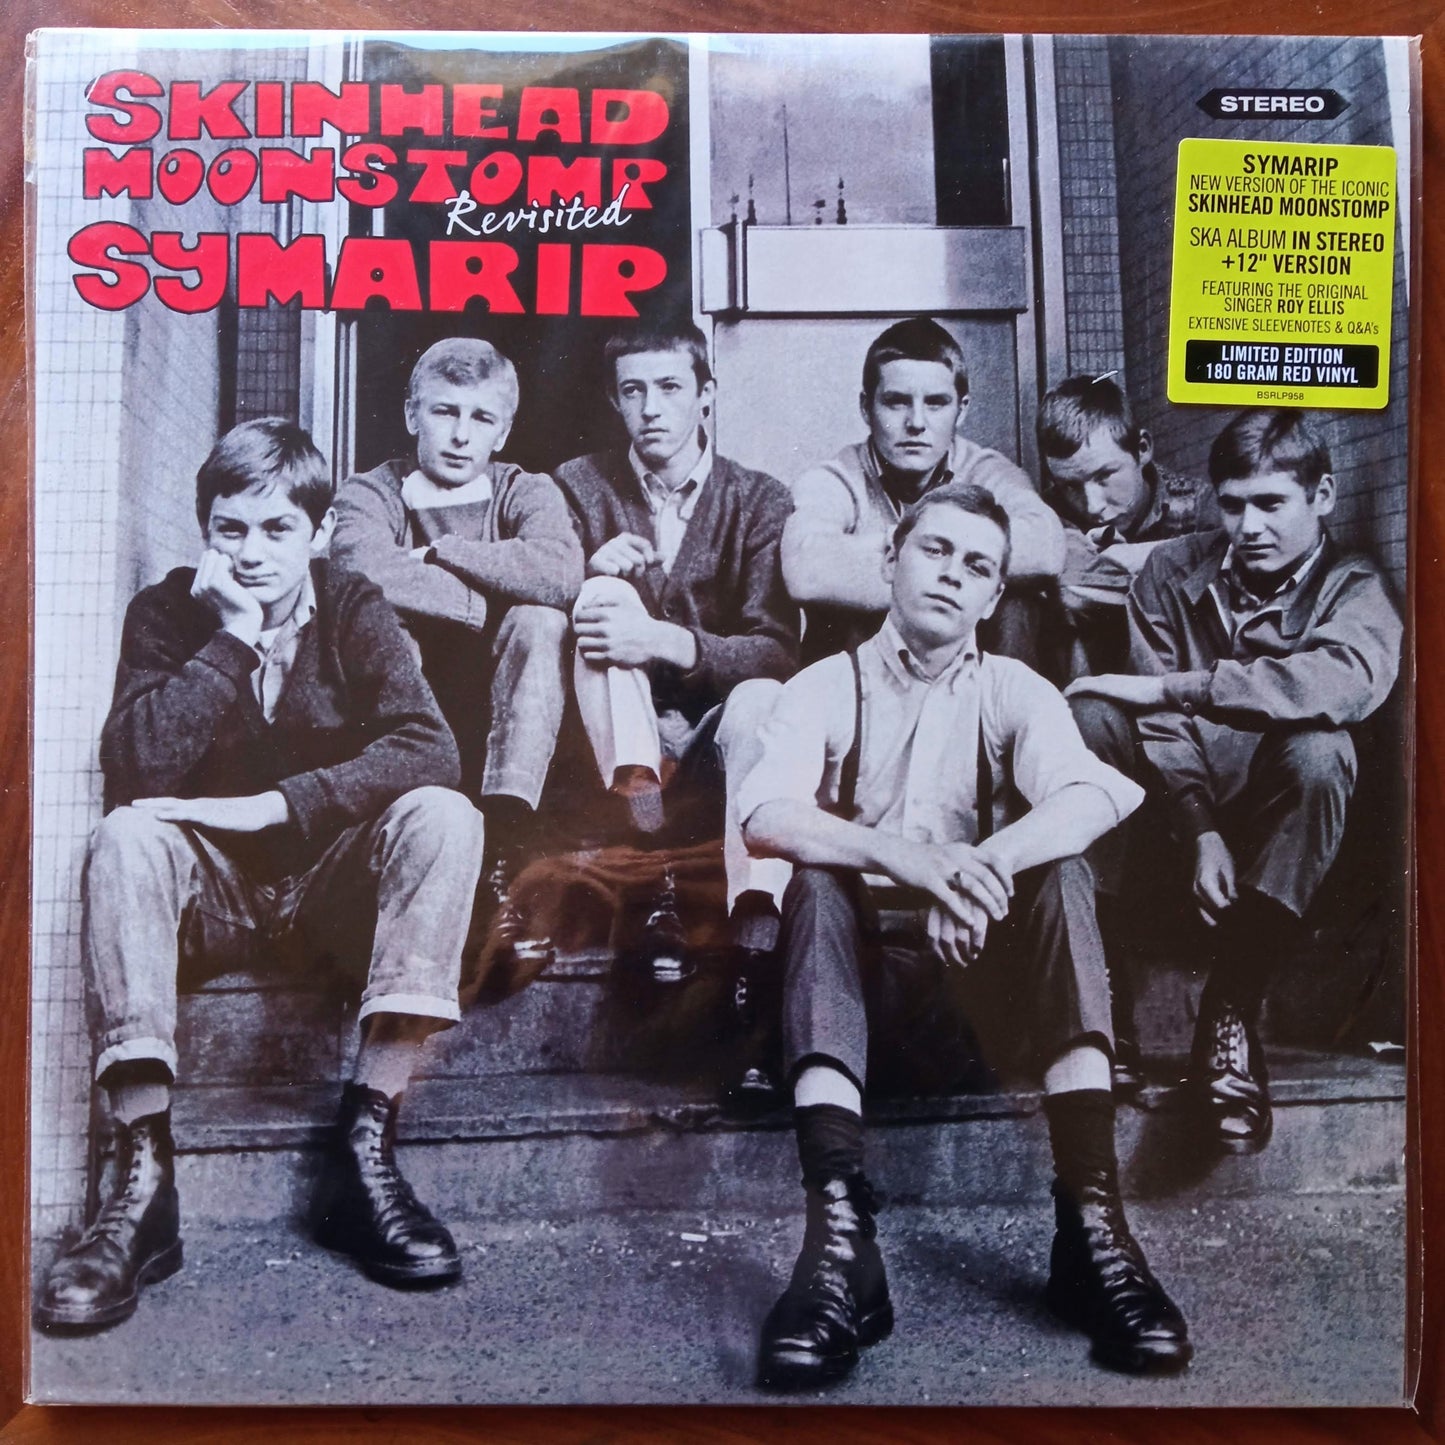 SKINHEAD
MOONSTOMP
Revisited
SYMARIP
STEREO
SYMARIP
NEW VERSION OF THE ICONIC
SKINHEAD MOONSTOMP
SKA ALBUM IN STEREO
+12" VERSION
FEATURING THE ORIGINAL
SINGER ROY ELLIS
EXTENSIVE SLEEVENOTES & Q&A's
LIMITED EDITION
180 GRAM RED VINYL
BSRLP958